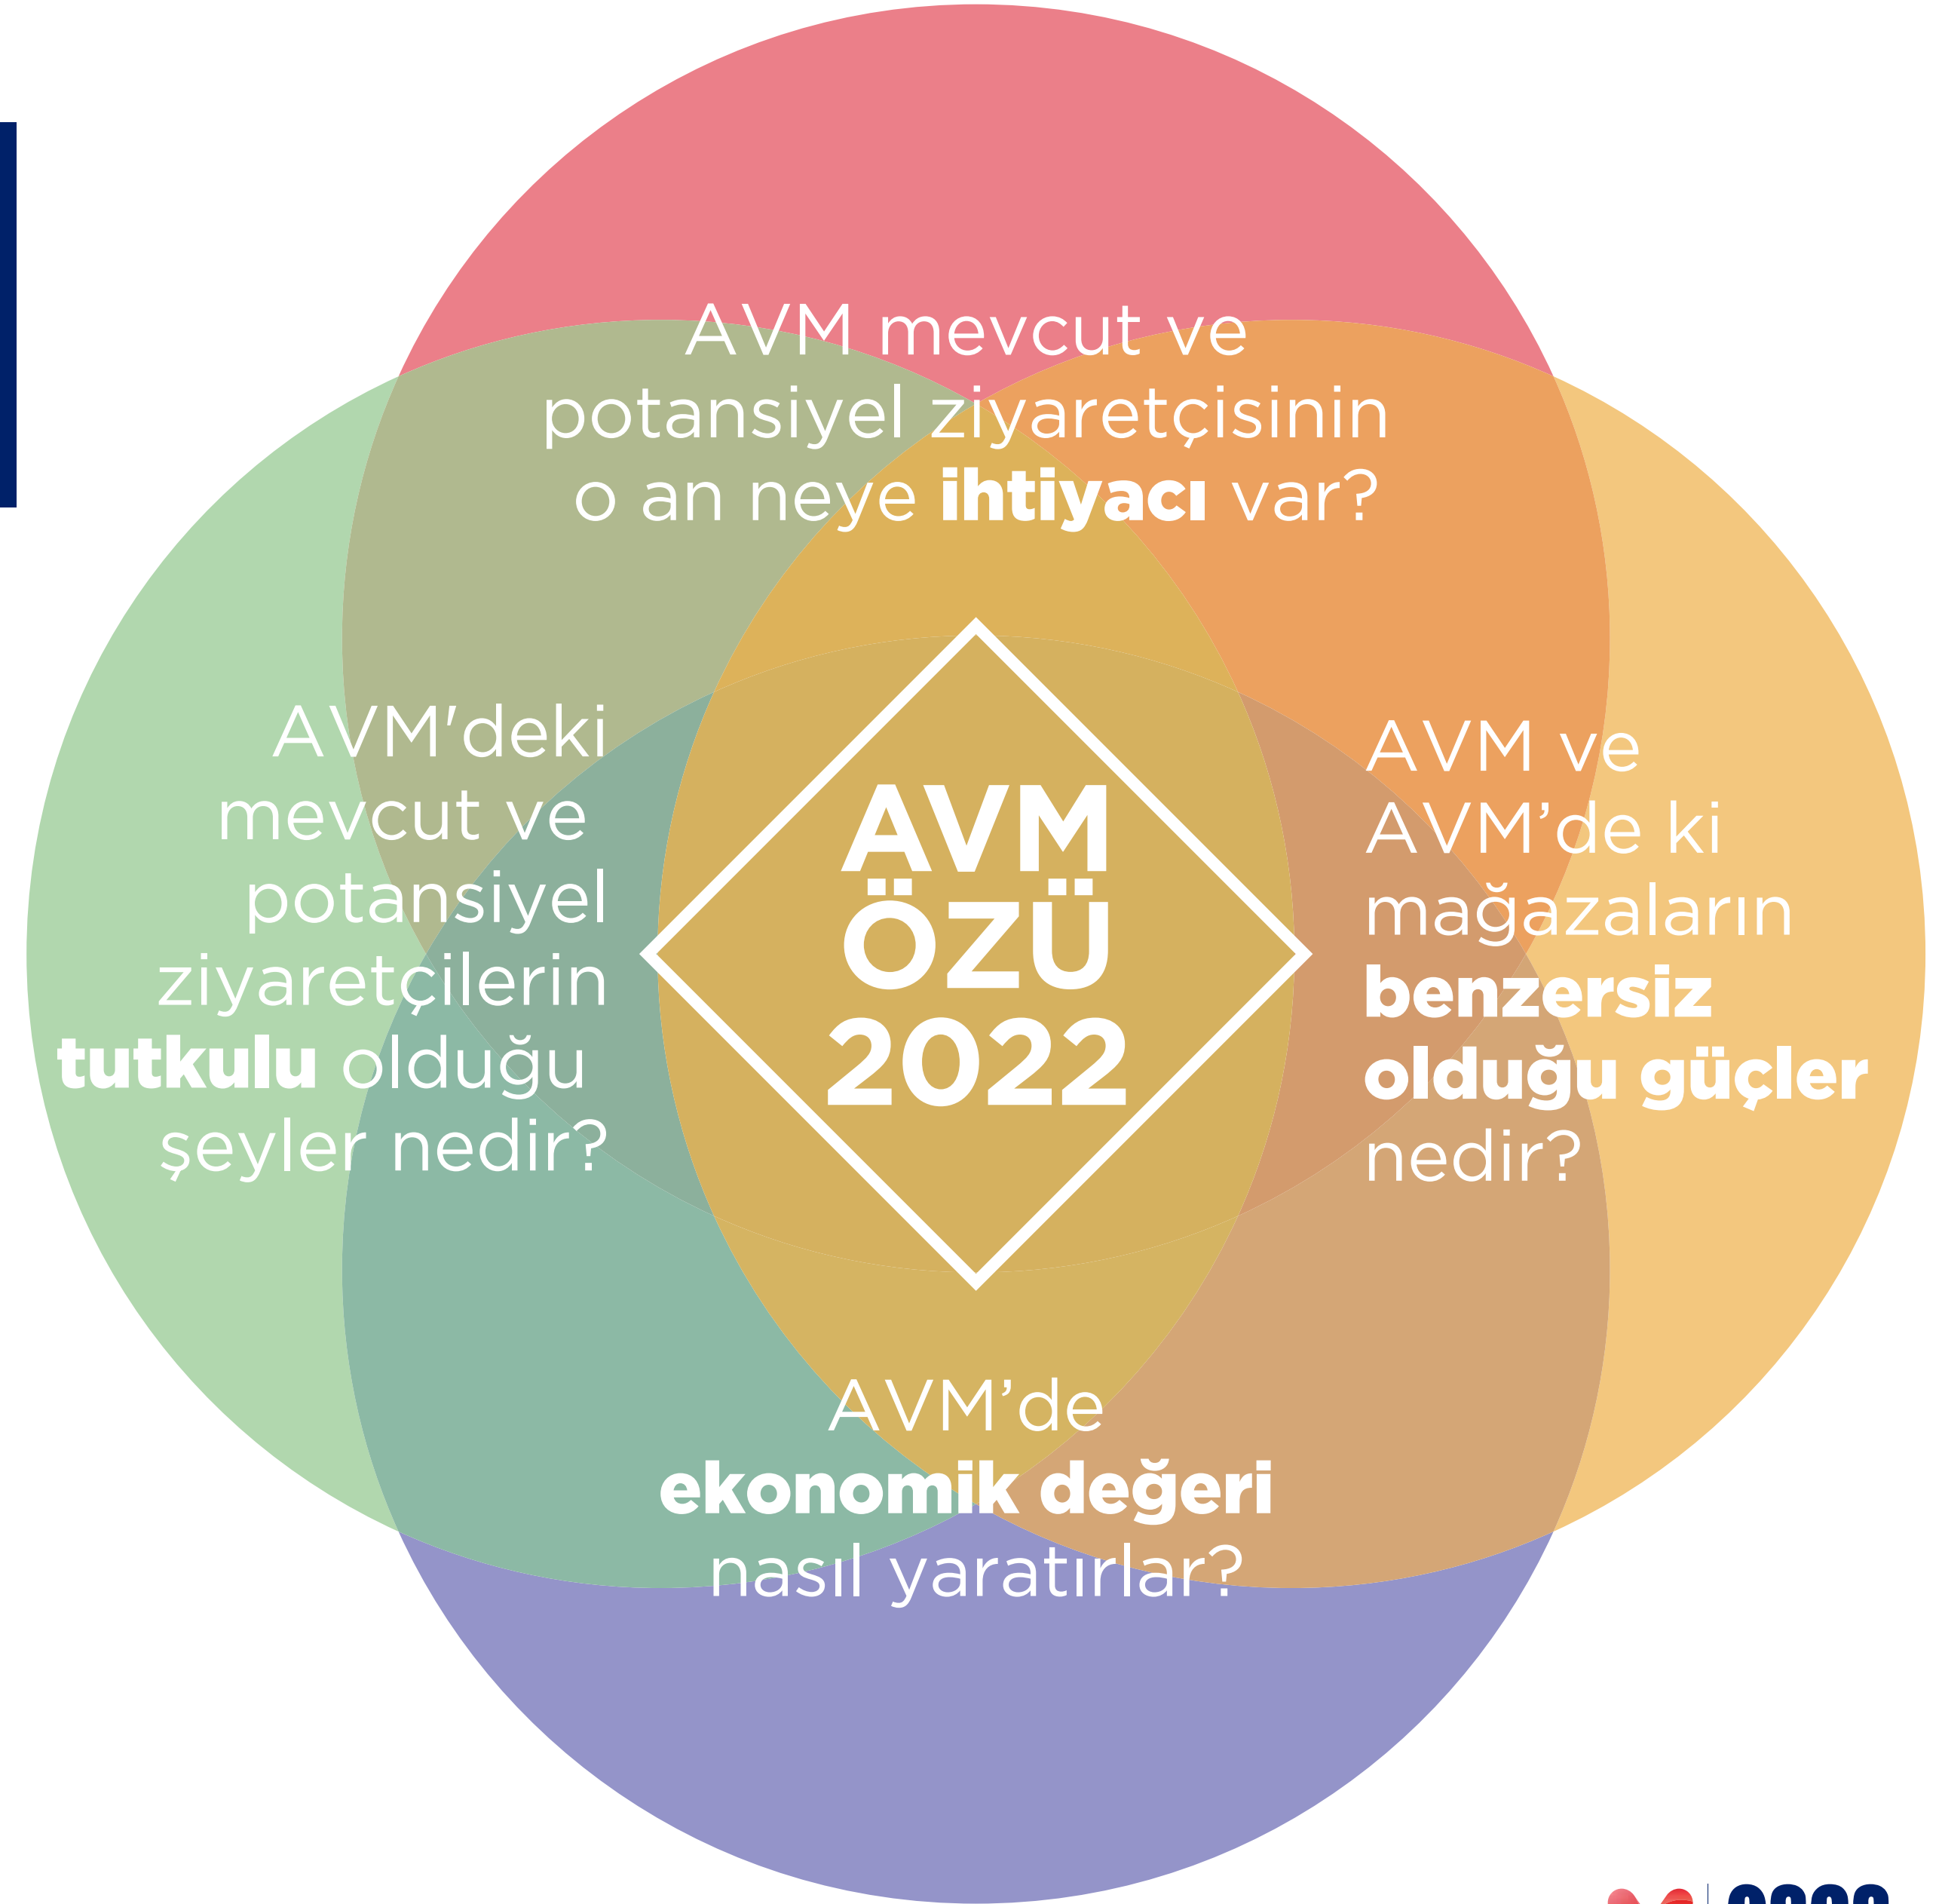 AVM mevcut ve
potansiyel ziyaretçisinin
o an neye ihtiyacı var?
AVM'deki
mevcut ve
potansiyel
ziyaretçilerin
tutkulu olduğu
şeyler nedir?
AVM
ÖZÜ
2022
AVM ve
AVM’de ki
mağazaların
benzersiz
olduğu güçler
nedir?
AVM’de
ekonomik değeri
nasıl yaratırlar?